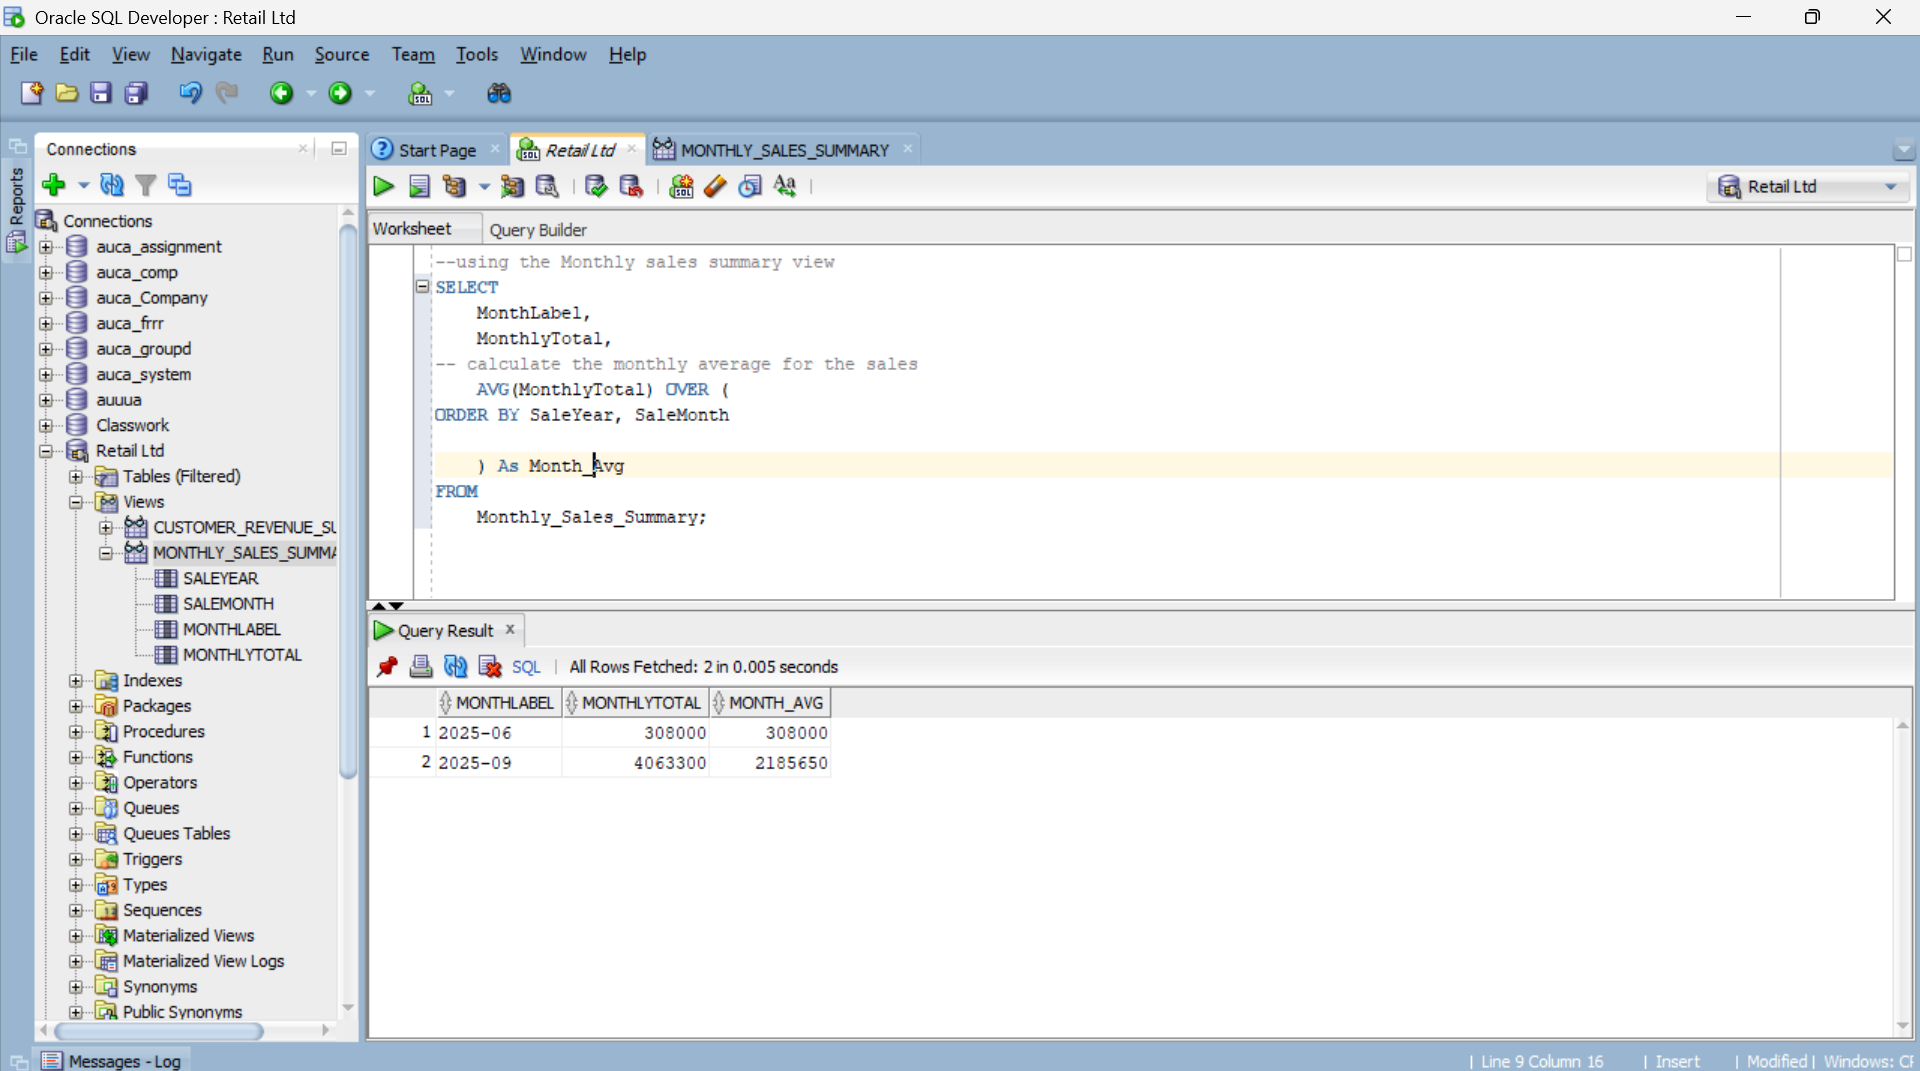 Oracle SQL Developer : Retail Ltd
File Edit View Navigate Run Source Team Tools Window Help
Reports
Connections
Start Page
Retail Ltd
MONTHLY_SALES_SUMMARY
Retail Ltd
Connections
auca_assignment
auca_comp
auca_Company
auca_frrr
auca_groupd
auca_system
auuua
Classwork
Retail Ltd
Tables (Filtered)
Views
CUSTOMER_REVENUE_SU
MONTHLY_SALES_SUMMA
SALEYEAR
SALEMONTH
MONTHLABEL
MONTHLYTOTAL
Indexes
Packages
Procedures
Functions
Operators
Queues
Queues Tables
Triggers
Types
Sequences
Materialized Views
Materialized View Logs
Synonyms
Public Synonyms
Worksheet Query Builder
--using the Monthly sales summary view
SELECT
MonthLabel,
MonthlyTotal,
-- calculate the monthly average for the sales
AVG(MonthlyTotal) OVER (
ORDER BY SaleYear, SaleMonth
) As Month_Avg
FROM
Monthly_Sales_Summary;
Query Result
SQL | All Rows Fetched: 2 in 0.005 seconds
MONTHLABEL MONTHLYTOTAL MONTH_AVG
1 2025-06 308000 308000
2 2025-09 4063300 2185650
Messages - Log
| Line 9 Column 16 | Insert | Modified | Windows: CF